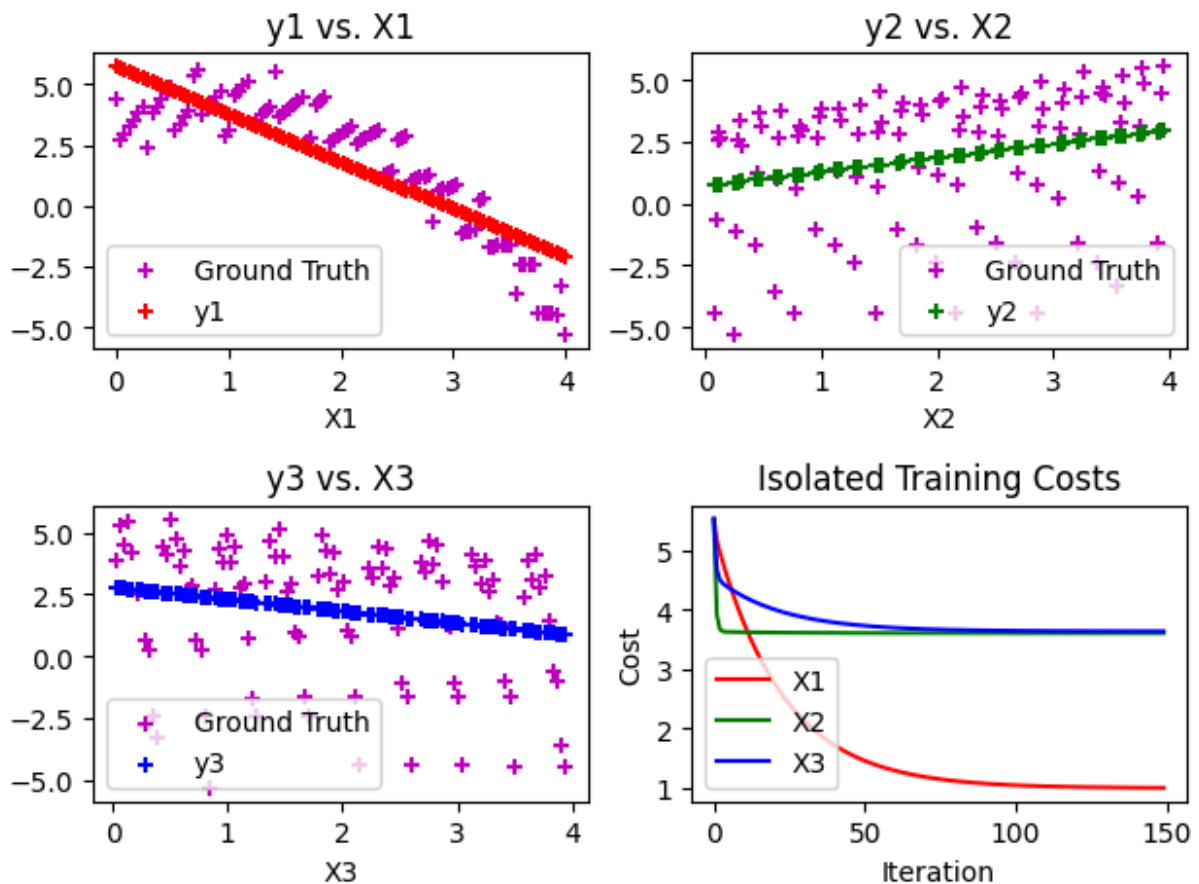 y1 vs. X1
5.0
2.5
0.0
−2.5
−5.0
Ground Truth
y1
0 1 2 3 4
X1
y2 vs. X2
5.0
2.5
0.0
−2.5
−5.0
Ground Truth
y2
0 1 2 3 4
X2
y3 vs. X3
5.0
2.5
0.0
−2.5
−5.0
Ground Truth
y3
0 1 2 3 4
X3
Isolated Training Costs
Cost
5
4
3
2
1
X1
X2
X3
0 50 100 150
Iteration